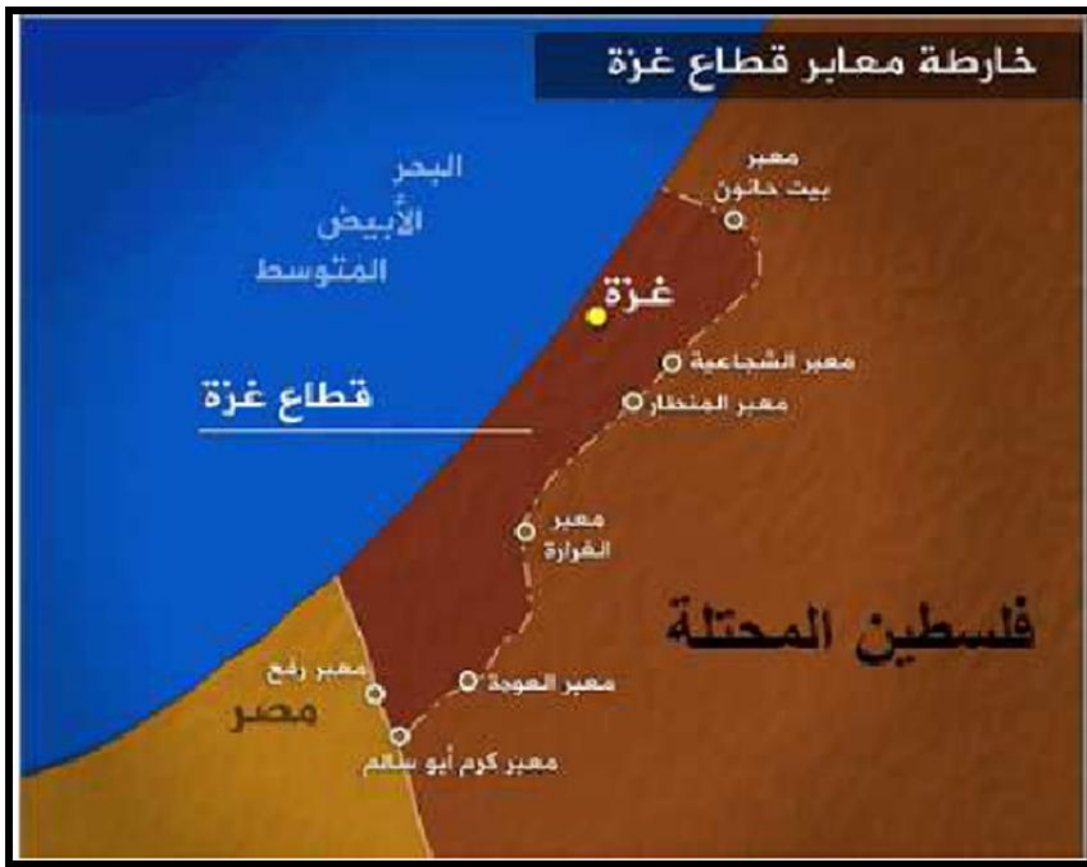 خارطة معابر قطاع غزة
البحر
الأبيض
المتوسط
معبر
بيت حانون
غزة
معبر الشجاعية
معبر المنطار
قطاع غزة
معبر
القرارة
فلسطين المحتلة
معبر رفح
مصر
معبر العودة
معبر كرم أبو سالم